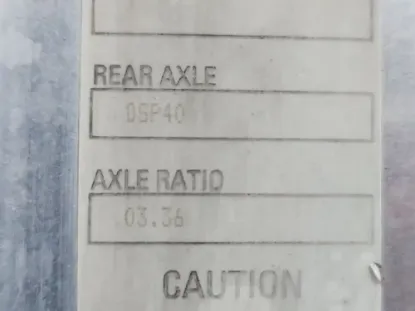 REAR AXLE
DSP40
AXLE RATIO
03.36
CAUTION